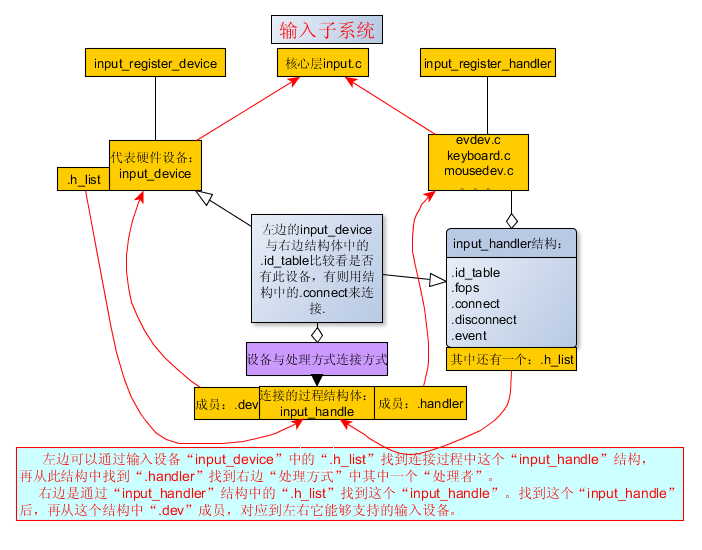 输入子系统
input_register_device
核心层input.c
input_register_handler
代表硬件设备：
input_device
.h_list
evdev.c
keyboard.c
mousedev.c
。。。
左边的input_device
与右边结构体中的
.id_table比较看是否
有此设备，有则用结
构中的.connect来连
接.
input_handler结构：
.id_table
.fops
.connect
.disconnect
.event
其中还有一个：.h_list
设备与处理方式连接方式
成员：.dev
连接的过程结构体：
input_handle
成员：.handler
左边可以通过输入设备“input_device”中的“.h_list”找到连接过程中这个“input_handle”结构，
再从此结构中找到“.handler”找到右边“处理方式”中其中一个“处理者”。
右边是通过“input_handler”结构中的“.h_list”找到这个“input_handle”。找到这个“input_handle”
后，再从这个结构中“.dev”成员，对应到左右它能够支持的输入设备。